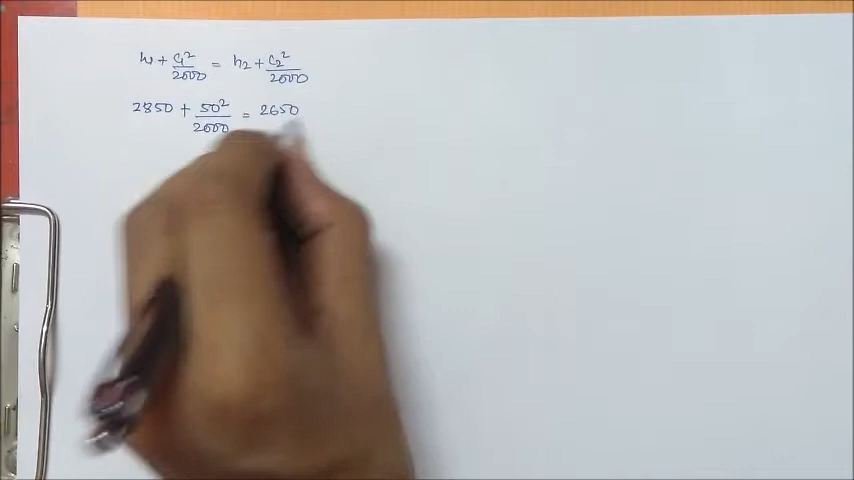 h1 + C1²/2000 = h2 + C2²/2000
2850 + 50²/2000 = 2650